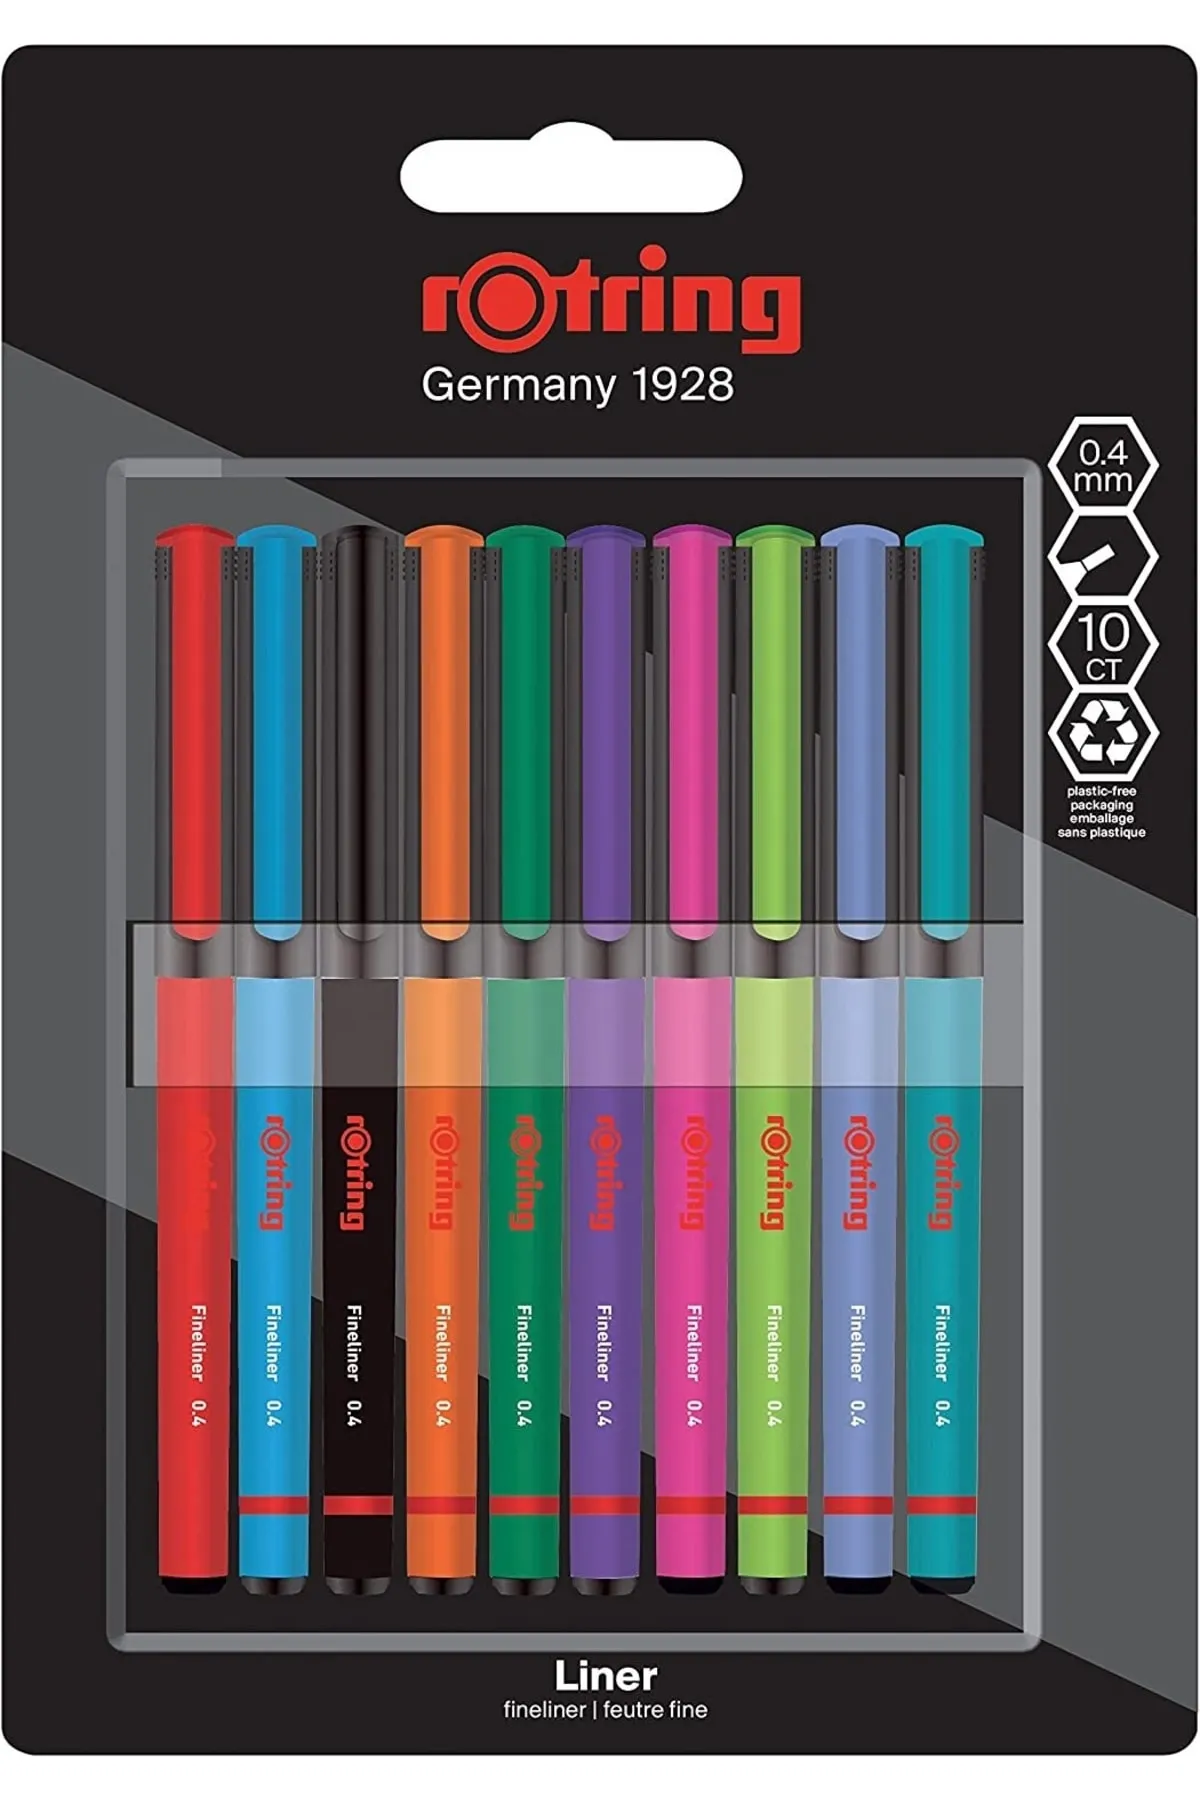 rotring
Germany 1928
0.4
mm
10
CT
plastic-free
packaging
emballage
sans plastique
rotring Fineliner 0.4
rotring Fineliner 0.4
rotring Fineliner 0.4
rotring Fineliner 0.4
rotring Fineliner 0.4
rotring Fineliner 0.4
rotring Fineliner 0.4
rotring Fineliner 0.4
rotring Fineliner 0.4
rotring Fineliner 0.4
Liner
fineliner | feutre fine